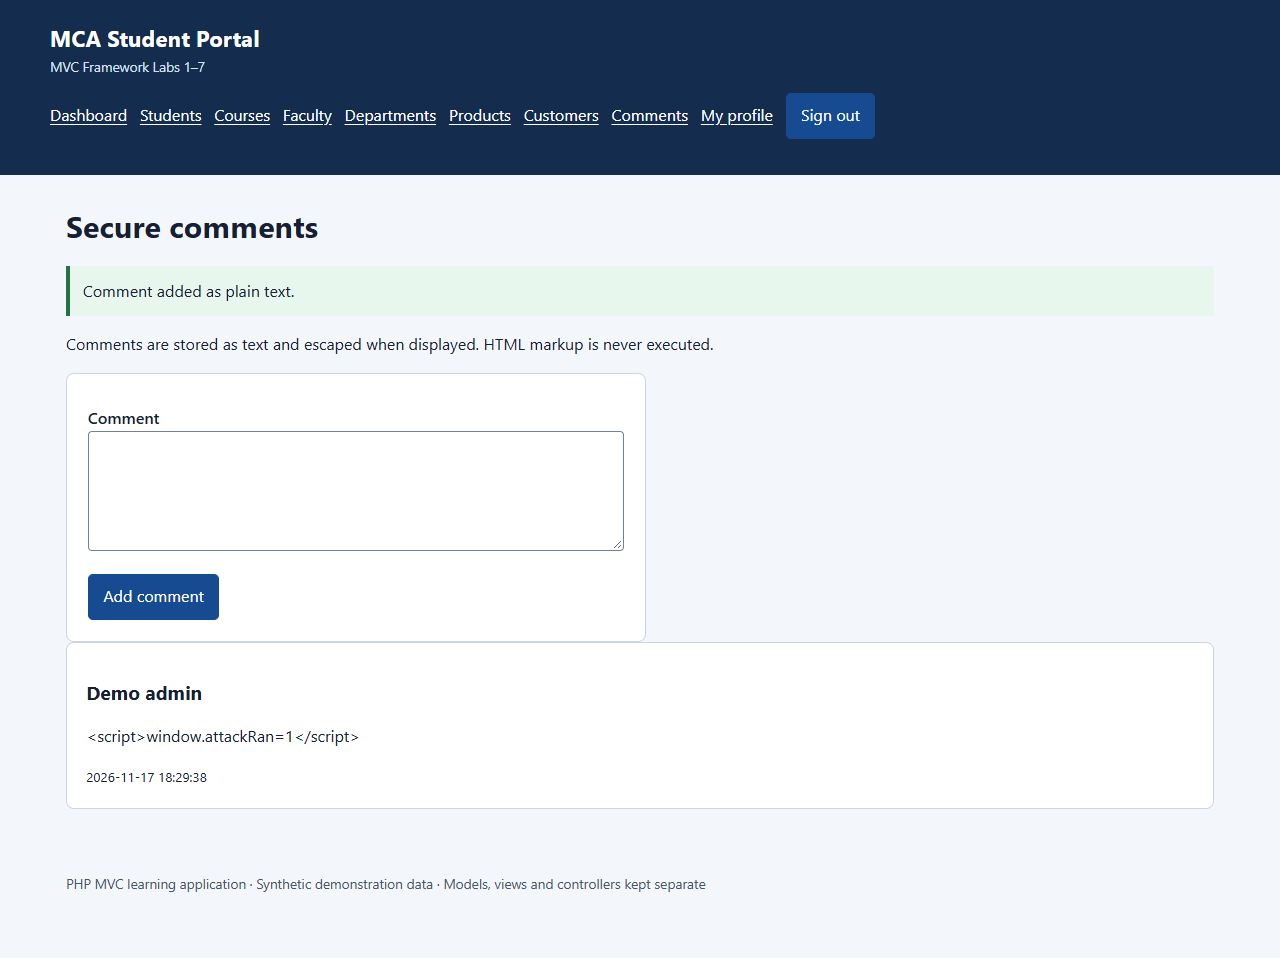 MCA Student Portal
MVC Framework Labs 1–7
Dashboard Students Courses Faculty Departments Products Customers Comments My profile Sign out
Secure comments
Comment added as plain text.
Comments are stored as text and escaped when displayed. HTML markup is never executed.
Comment
Add comment
Demo admin
<script>window.attackRan=1</script>
2026-11-17 18:29:38
PHP MVC learning application · Synthetic demonstration data · Models, views and controllers kept separate